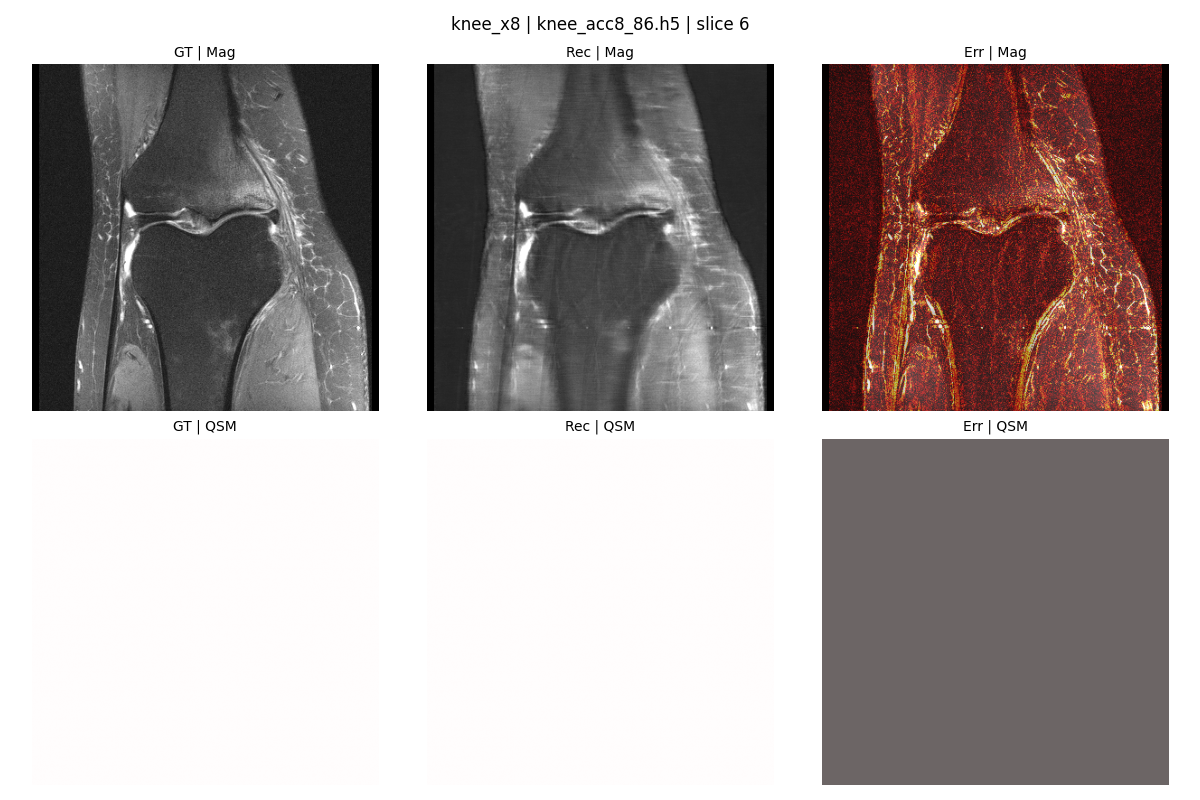 knee_x8 | knee_acc8_86.h5 | slice 6
GT | Mag
Rec | Mag
Err | Mag
GT | QSM
Rec | QSM
Err | QSM